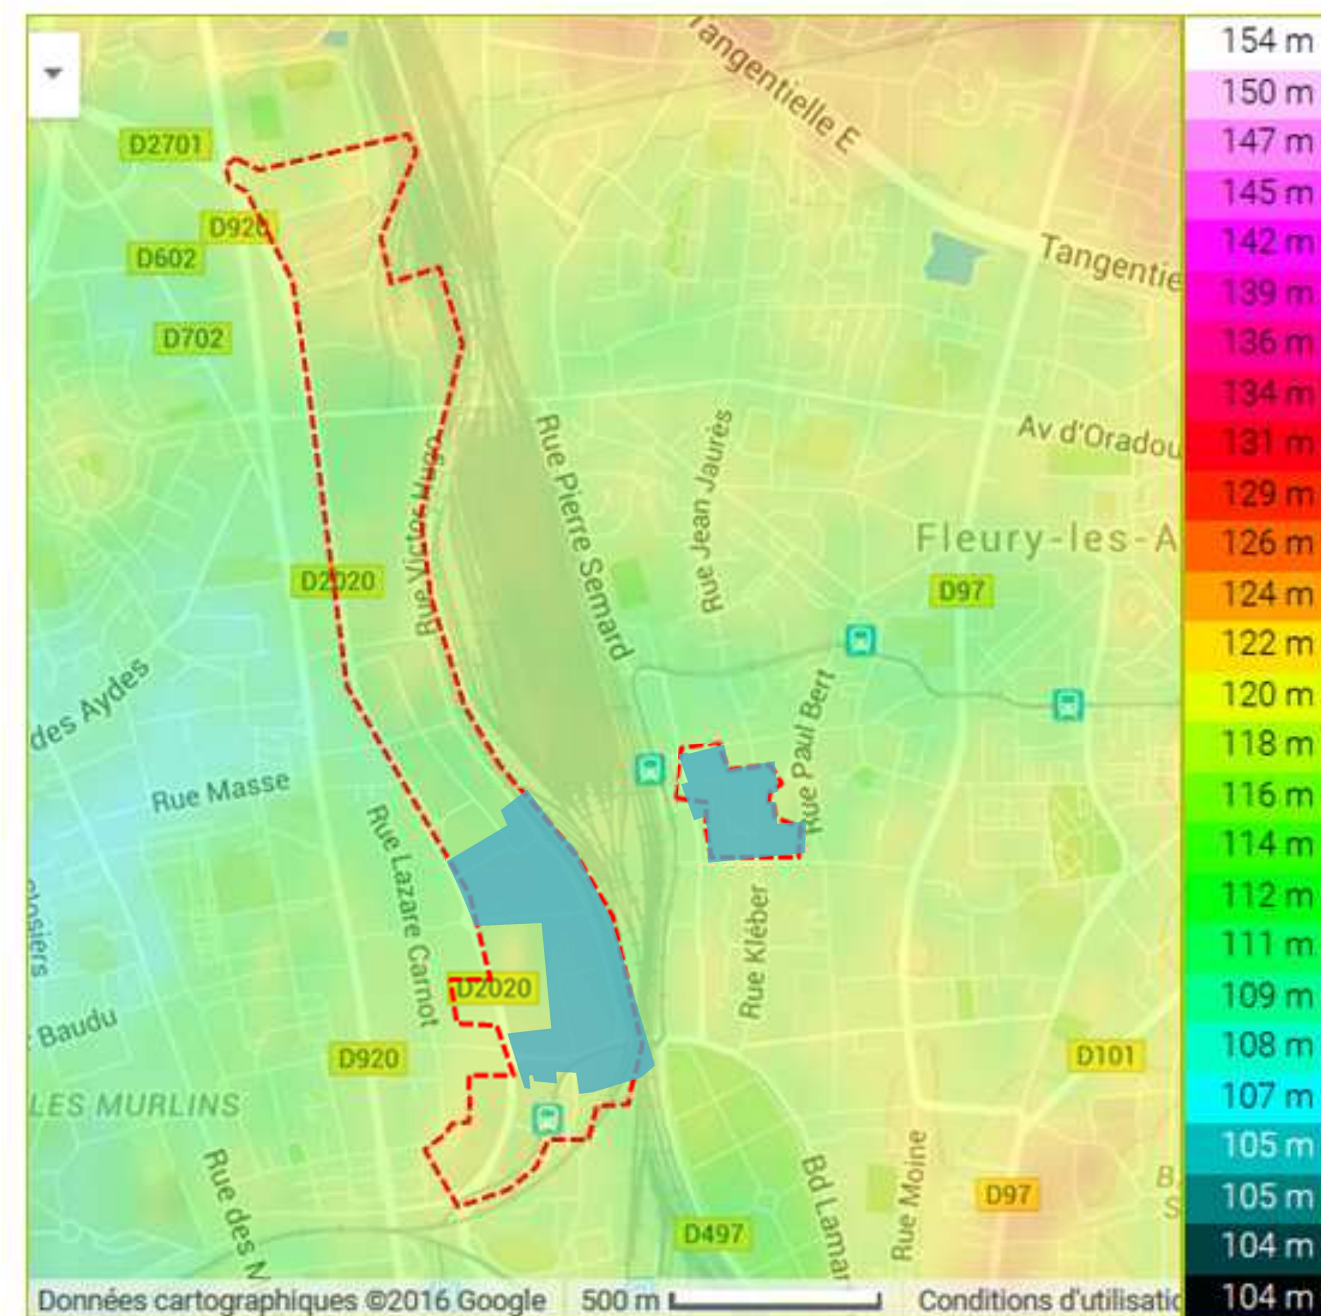 Tangentielle E
D2701
D920
D602
Tangentie
D702
Av d'Oradou
Rue Pierre Semard
Rue Jean Jaurès
Rue Victor Hugo
Fleury-les-A
D2020
D97
des Aydes
Rue Paul Bert
Rue Masse
Rue Lazare Carnot
Closiers
Rue Kléber
D2020
Baudu
D920
D101
LES MURLINS
Rue des M
Bd Lamar
Rue Moine
D97
D497
Données cartographiques ©2016 Google
500 m
Conditions d'utilisatio
154 m
150 m
147 m
145 m
142 m
139 m
136 m
134 m
131 m
129 m
126 m
124 m
122 m
120 m
118 m
116 m
114 m
112 m
111 m
109 m
108 m
107 m
105 m
105 m
104 m
104 m